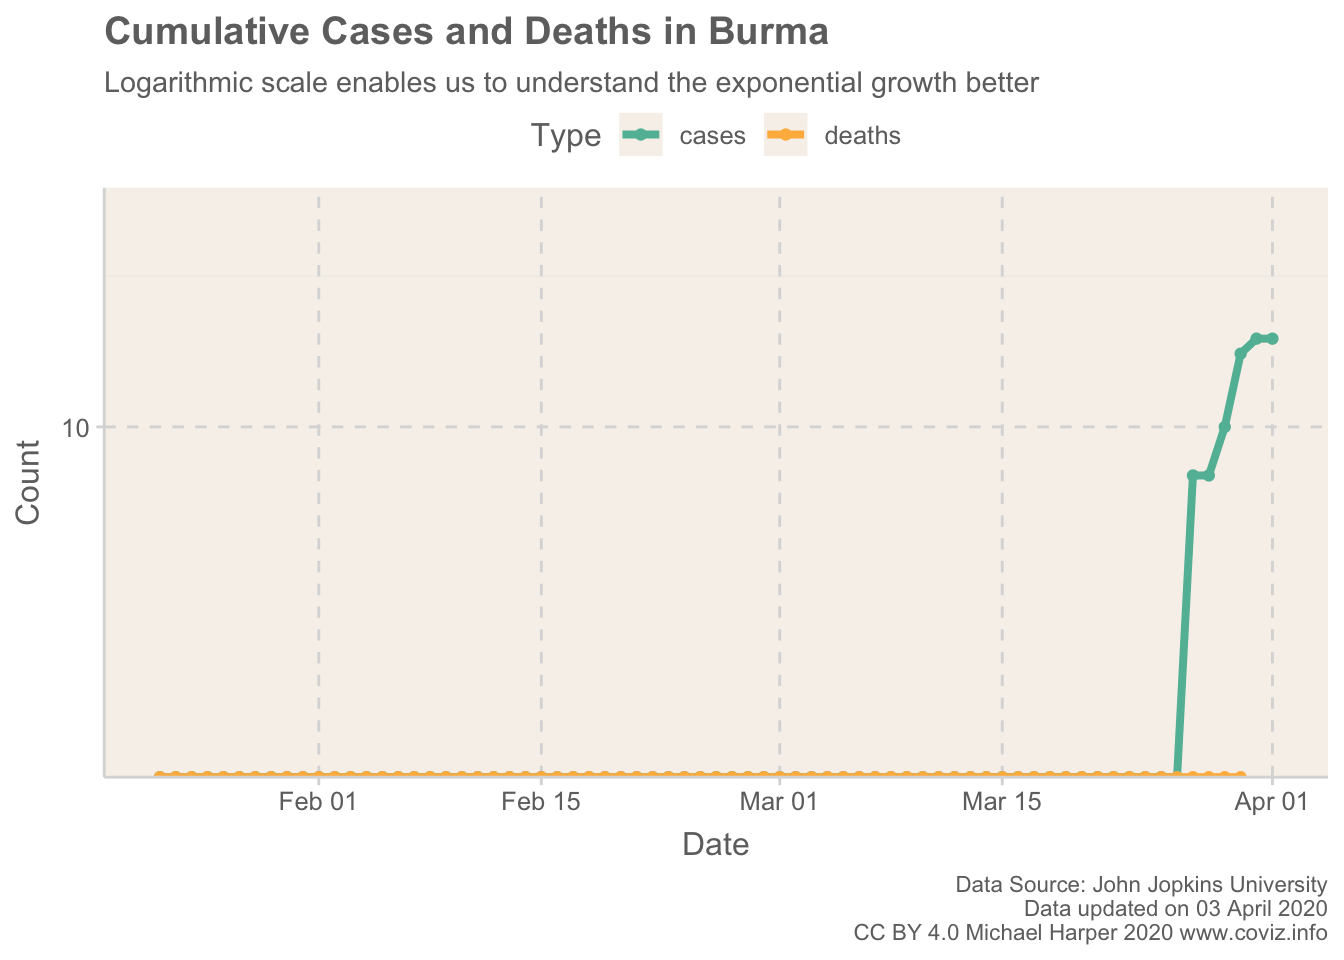 Cumulative Cases and Deaths in Burma
Logarithmic scale enables us to understand the exponential growth better
Type cases deaths
10
Count
Feb 01 Feb 15 Mar 01 Mar 15 Apr 01
Date
Data Source: John Jopkins University
Data updated on 03 April 2020
CC BY 4.0 Michael Harper 2020 www.coviz.info